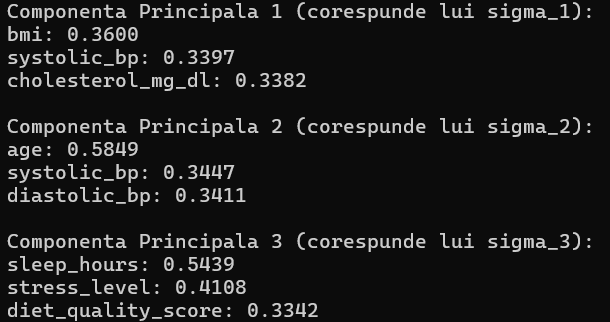 Componenta Principala 1 (corespunde lui sigma_1):
bmi: 0.3600
systolic_bp: 0.3397
cholesterol_mg_dl: 0.3382
Componenta Principala 2 (corespunde lui sigma_2):
age: 0.5849
systolic_bp: 0.3447
diastolic_bp: 0.3411
Componenta Principala 3 (corespunde lui sigma_3):
sleep_hours: 0.5439
stress_level: 0.4108
diet_quality_score: 0.3342